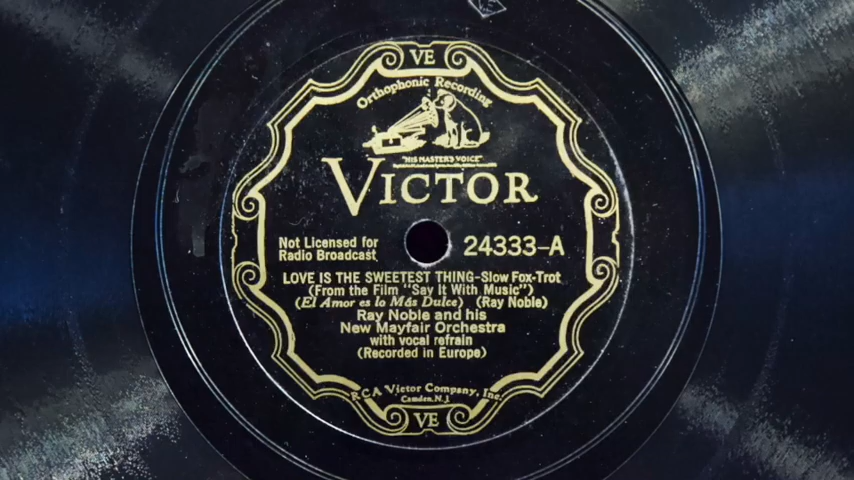 VE
Orthophonic Recording
"HIS MASTER'S VOICE"
VICTOR
Not Licensed for
Radio Broadcast
24333-A
LOVE IS THE SWEETEST THING-Slow Fox-Trot
(From the Film "Say It With Music")
(El Amor es lo Más Dulce) (Ray Noble)
Ray Noble and his
New Mayfair Orchestra
with vocal refrain
(Recorded in Europe)
RCA Victor Company, Inc.
Camden, N.J.
VE